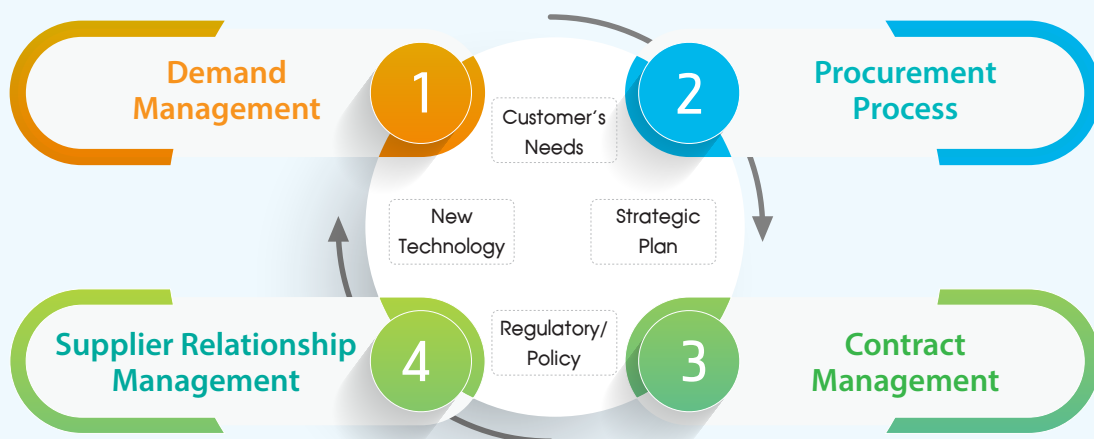 Demand
Management
1
2
Procurement
Process
Customer's
Needs
New
Technology
Strategic
Plan
Regulatory/
Policy
Supplier Relationship
Management
4
3
Contract
Management